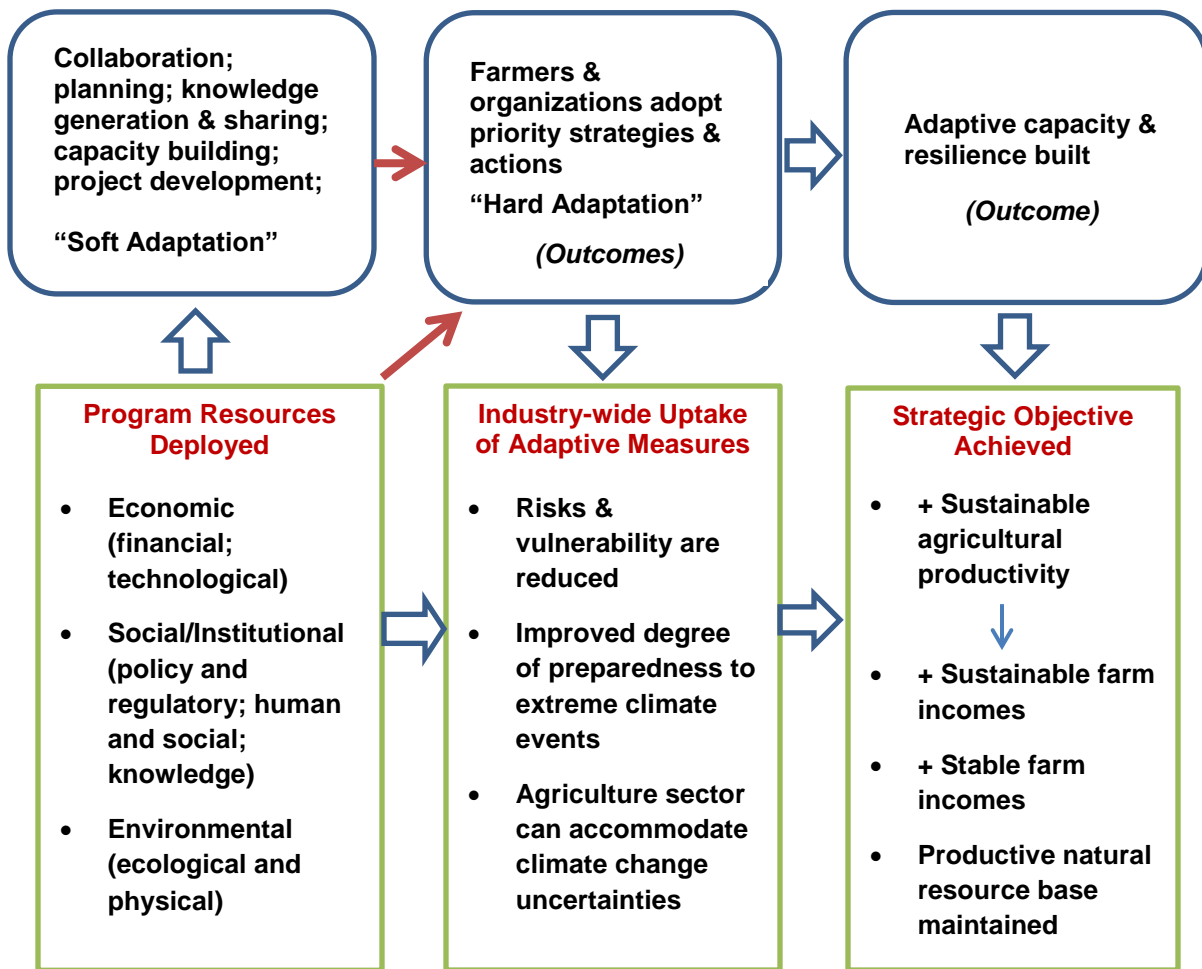 Collaboration;
planning; knowledge
generation & sharing;
capacity building;
project development;
“Soft Adaptation”
Farmers &
organizations adopt
priority strategies &
actions
“Hard Adaptation”
(Outcomes)
Adaptive capacity &
resilience built
(Outcome)
Program Resources
Deployed
• Economic
(financial;
technological)
• Social/Institutional
(policy and
regulatory; human
and social;
knowledge)
• Environmental
(ecological and
physical)
Industry-wide Uptake
of Adaptive Measures
• Risks &
vulnerability are
reduced
• Improved degree
of preparedness to
extreme climate
events
• Agriculture sector
can accommodate
climate change
uncertainties
Strategic Objective
Achieved
• + Sustainable
agricultural
productivity
• + Sustainable farm
incomes
• + Stable farm
incomes
• Productive natural
resource base
maintained